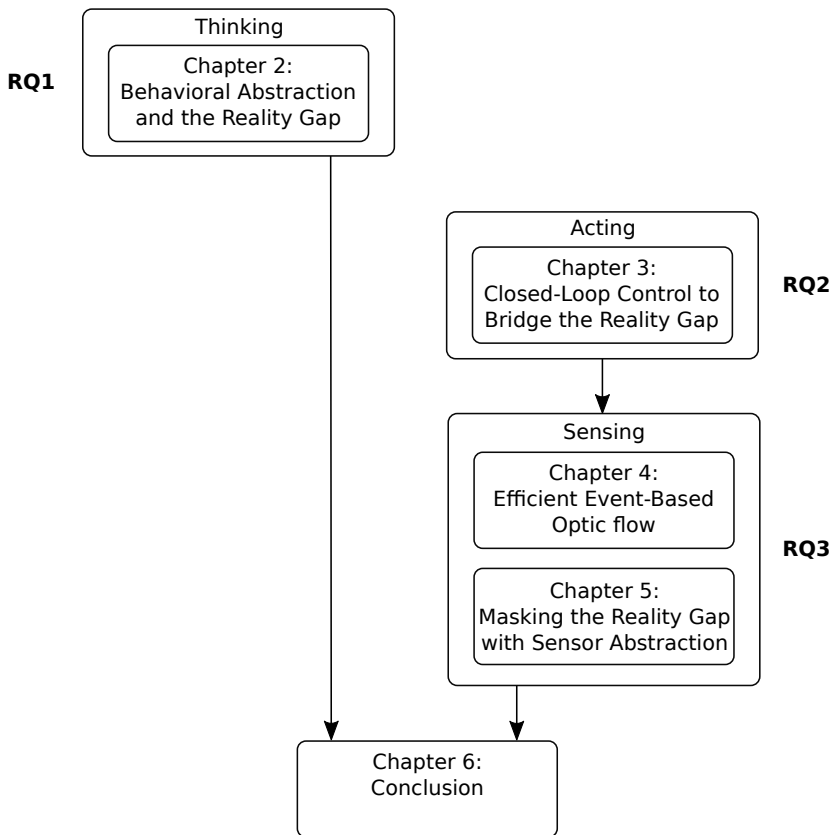 Thinking
RQ1
Chapter 2:
Behavioral Abstraction
and the Reality Gap
Acting
Chapter 3:
Closed-Loop Control to
Bridge the Reality Gap
RQ2
Sensing
Chapter 4:
Efficient Event-Based
Optic flow
RQ3
Chapter 5:
Masking the Reality Gap
with Sensor Abstraction
Chapter 6:
Conclusion